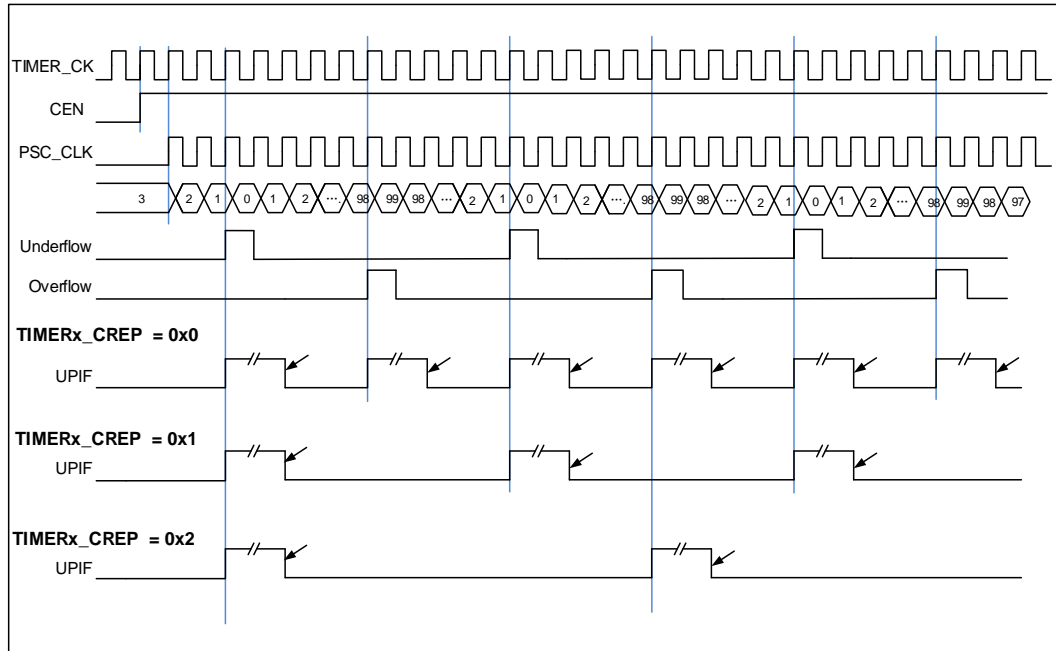 TIMER_CK
CEN
PSC_CLK
3 2 1 0 1 2 .... 98 99 98 ... 2 1 0 1 2 .... 98 99 98 ... 2 1 0 1 2 ... 98 99 98 97
Underflow
Overflow
TIMERx_CREP = 0x0
UPIF
TIMERx_CREP = 0x1
UPIF
TIMERx_CREP = 0x2
UPIF